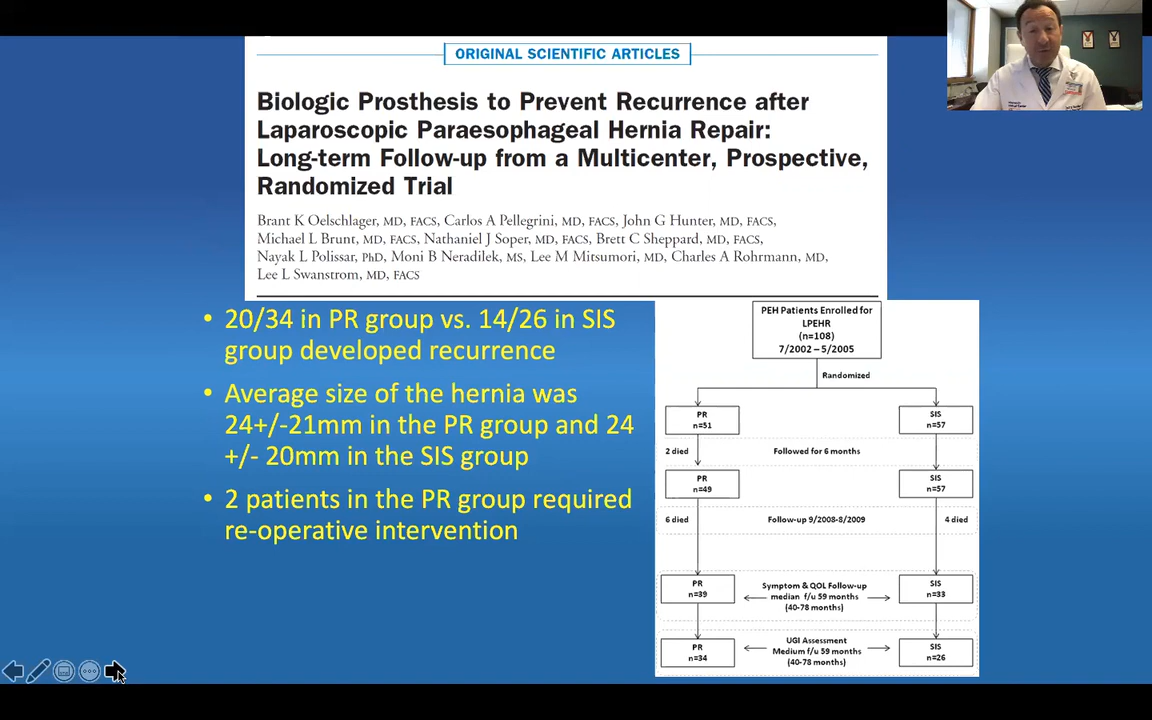 ORIGINAL SCIENTIFIC ARTICLES
Biologic Prosthesis to Prevent Recurrence after
Laparoscopic Paraesophageal Hernia Repair:
Long-term Follow-up from a Multicenter, Prospective,
Randomized Trial
Brant K Oelschlager, MD, FACS, Carlos A Pellegrini, MD, FACS, John G Hunter, MD, FACS,
Michael L Brunt, MD, FACS, Nathaniel J Soper, MD, FACS, Brett C Sheppard, MD, FACS,
Nayak L Polissar, PhD, Moni B Neradilek, MS, Lee M Mitsumori, MD, Charles A Rohrmann, MD,
Lee L Swanstrom, MD, FACS
• 20/34 in PR group vs. 14/26 in SIS
group developed recurrence
• Average size of the hernia was
24+/-21mm in the PR group and 24
+/- 20mm in the SIS group
• 2 patients in the PR group required
re-operative intervention
PEH Patients Enrolled for
LPEHR
(n=108)
7/2002 – 5/2005
Randomized
PR
n=51
SIS
n=57
2 died
Followed for 6 months
PR
n=49
SIS
n=57
6 died
Follow-up 9/2008-8/2009
4 died
PR
n=39
Symptom & QOL Follow-up
median f/u 59 months
(40-78 months)
SIS
n=33
PR
n=34
UGI Assessment
Medium f/u 59 months
(40-78 months)
SIS
n=26